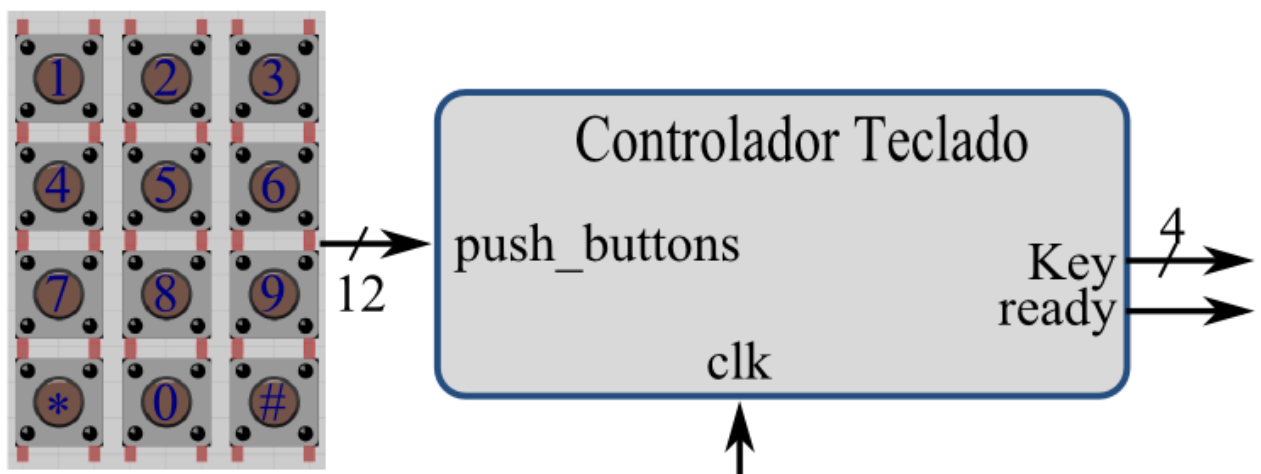 1 2 3
4 5 6
7 8 9
* 0 #
12
Controlador Teclado
push_buttons
Key
ready
clk
4